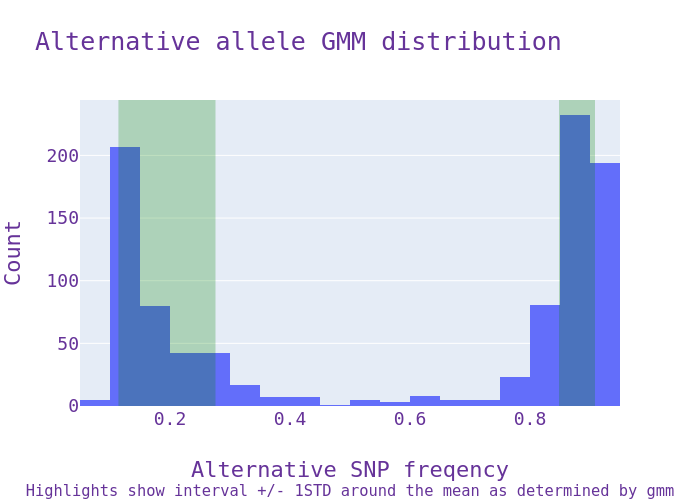 Alternative allele GMM distribution
200
150
100
50
0
Count
0.2 0.4 0.6 0.8
Alternative SNP freqency
Highlights show interval +/- 1STD around the mean as determined by gmm